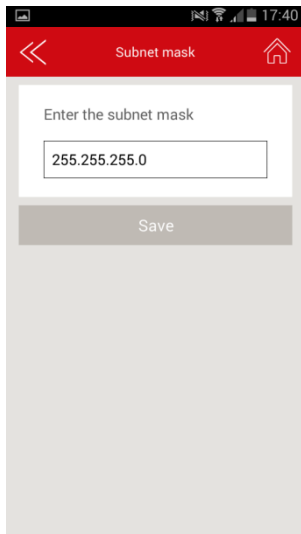 17:40
Subnet mask
Enter the subnet mask
255.255.255.0
Save